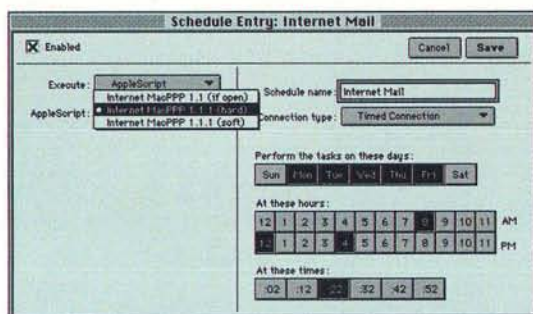 Schedule Entry: Internet Mail
Enabled
Cancel
Save
Execute:
AppleScript
Internet MacPPP 1.1 (if open)
Internet MacPPP 1.1.1 (hard)
Internet MacPPP 1.1.1 (soft)
AppleScript:
Schedule name: Internet Mail
Connection type: Timed Connection
Perform the tasks on these days:
Sun Mon Tue Wed Thu Fri Sat
At these hours:
12 1 2 3 4 5 6 7 8 9 10 11 AM
12 1 2 3 4 5 6 7 8 9 10 11 PM
At these times:
:02 :12 :22 :32 :42 :52